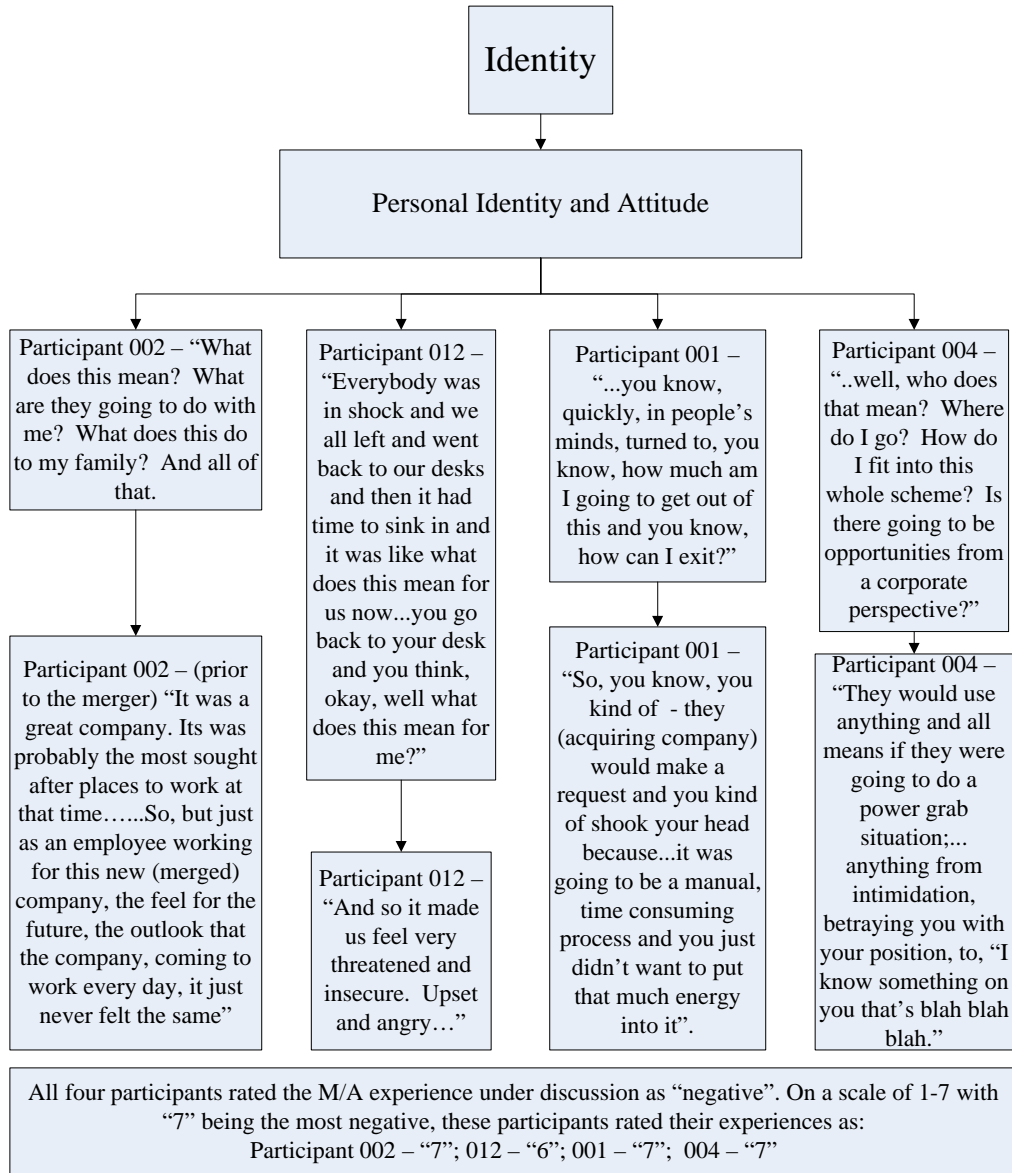 Identity
Personal Identity and Attitude
Participant 002 – “What
does this mean?  What
are they going to do with
me?  What does this do
to my family?  And all of
that.
Participant 002 – (prior
to the merger) “It was a
great company. Its was
probably the most sought
after places to work at
that time…...So, but just
as an employee working
for this new (merged)
company, the feel for the
future, the outlook that
the company, coming to
work every day, it just
never felt the same”
Participant 012 –
“Everybody was
in shock and we
all left and went
back to our desks
and then it had
time to sink in and
it was like what
does this mean for
us now...you go
back to your desk
and you think,
okay, well what
does this mean for
me?”
Participant 012 –
“And so it made
us feel very
threatened and
insecure.  Upset
and angry…”
Participant 001 –
“...you know,
quickly, in people’s
minds, turned to, you
know, how much am
I going to get out of
this and you know,
how can I exit?”
Participant 001 –
“So, you know, you
kind of  - they
(acquiring company)
would make a
request and you kind
of shook your head
because...it was
going to be a manual,
time consuming
process and you just
didn’t want to put
that much energy
into it”.
Participant 004 –
“..well, who does
that mean?  Where
do I go?  How do
I fit into this
whole scheme?  Is
there going to be
opportunities from
a corporate
perspective?”
Participant 004 –
“They would use
anything and all
means if they were
going to do a
power grab
situation;...
anything from
intimidation,
betraying you with
your position, to, “I
know something on
you that’s blah blah
blah.”
All four participants rated the M/A experience under discussion as “negative”. On a scale of 1-7 with
“7” being the most negative, these participants rated their experiences as:
Participant 002 – “7”; 012 – “6”; 001 – “7”;  004 – “7”